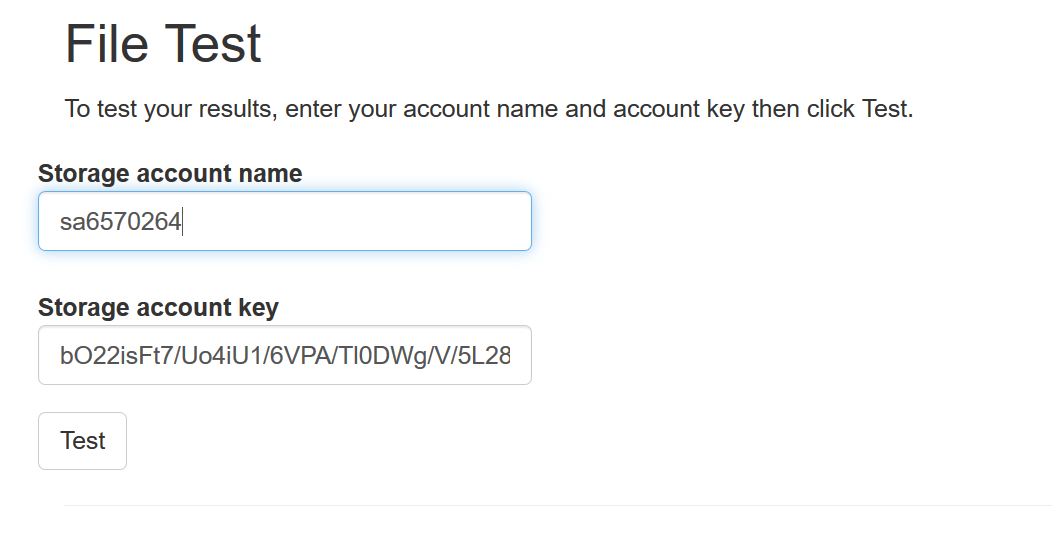 File Test
To test your results, enter your account name and account key then click Test.
Storage account name
sa6570264
Storage account key
bO22isFt7/Uo4iU1/6VPA/Tl0DWg/V/5L28
Test